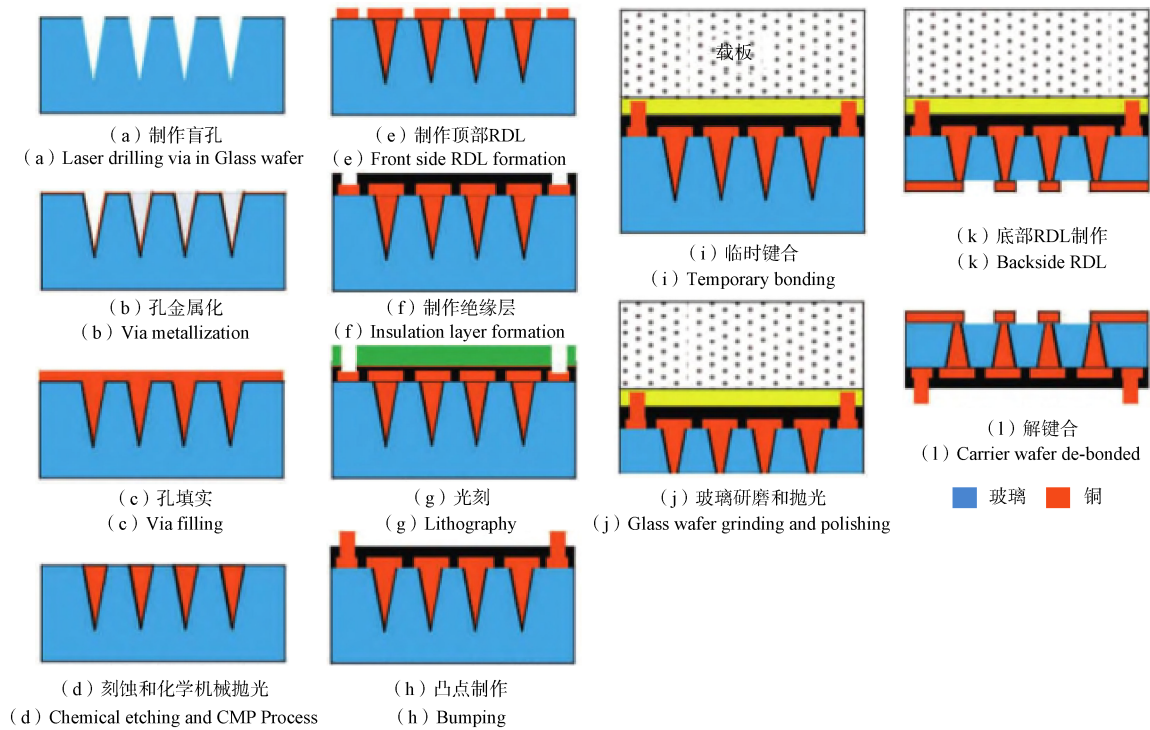 (a) 制作盲孔
(a) Laser drilling via in Glass wafer
(b) 孔金属化
(b) Via metallization
(c) 孔填实
(c) Via filling
(d) 刻蚀和化学机械抛光
(d) Chemical etching and CMP Process
(e) 制作顶部RDL
(e) Front side RDL formation
(f) 制作绝缘层
(f) Insulation layer formation
(g) 光刻
(g) Lithography
(h) 凸点制作
(h) Bumping
载板
(i) 临时键合
(i) Temporary bonding
(j) 玻璃研磨和抛光
(j) Glass wafer grinding and polishing
(k) 底部RDL制作
(k) Backside RDL
(l) 解键合
(l) Carrier wafer de-bonded
玻璃 铜